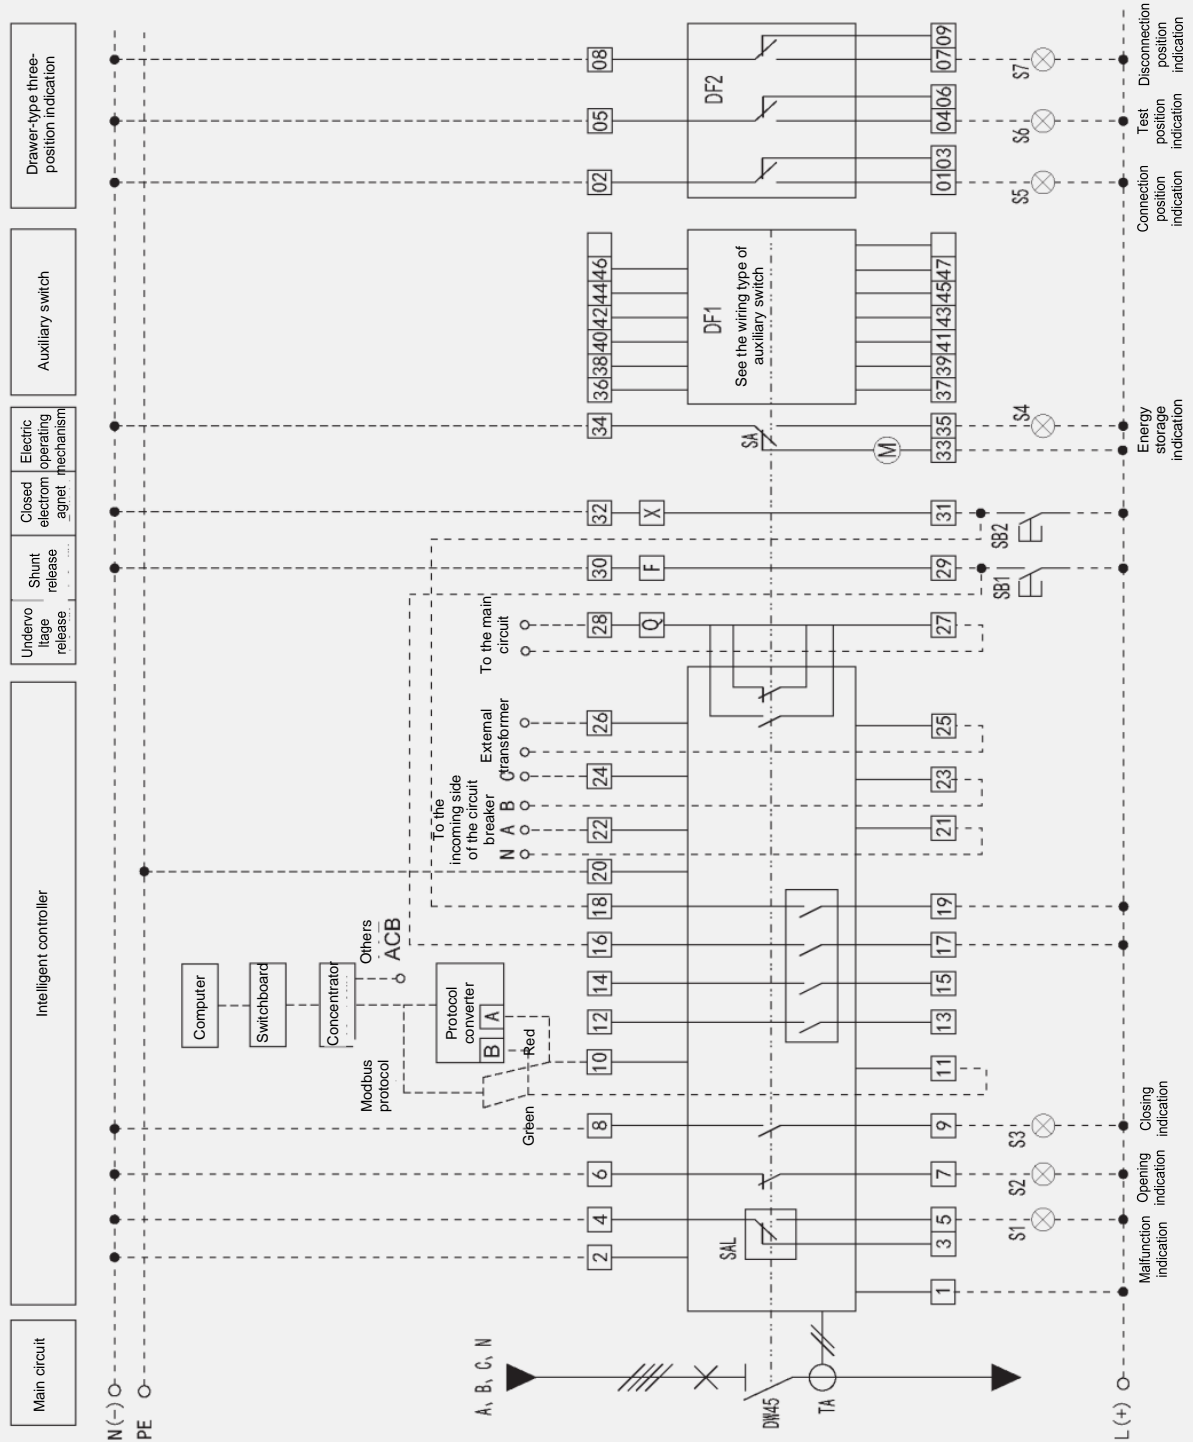 Main circuit
Intelligent controller
Undervo
ltage
release
Shunt
release
Closed
electrom
agnet
Electric
operating
mechanism
Auxiliary switch
Drawer-type three-
position indication
N(-)
PE
Computer
Switchboard
Concentrator
Others
ACB
Modbus
protocol
Protocol
converter
B A
Red
Green
To the
incoming side
of the circuit
breaker
N A B C
External
transformer
To the main
circuit
A、B、C、N
2 4 6 8 10 12 14 16 18 20 22 24 26 28 30 32 34 36 38 40 42 44 46 02 05 08
Q F X
DW45
TA
SAL
SA
M
DF1
See the wiring type of
auxiliary switch
DF2
1 3 5 7 9 11 13 15 17 19 21 23 25 27 29 31 33 35 37 39 41 43 45 47 01 03 04 06 07 09
S1 S2 S3 SB1 SB2 S4 S5 S6 S7
L(+)
Malfunction
indication
Opening
indication
Closing
indication
Energy
storage
indication
Connection
position
indication
Test
position
indication
Disconnection
position
indication